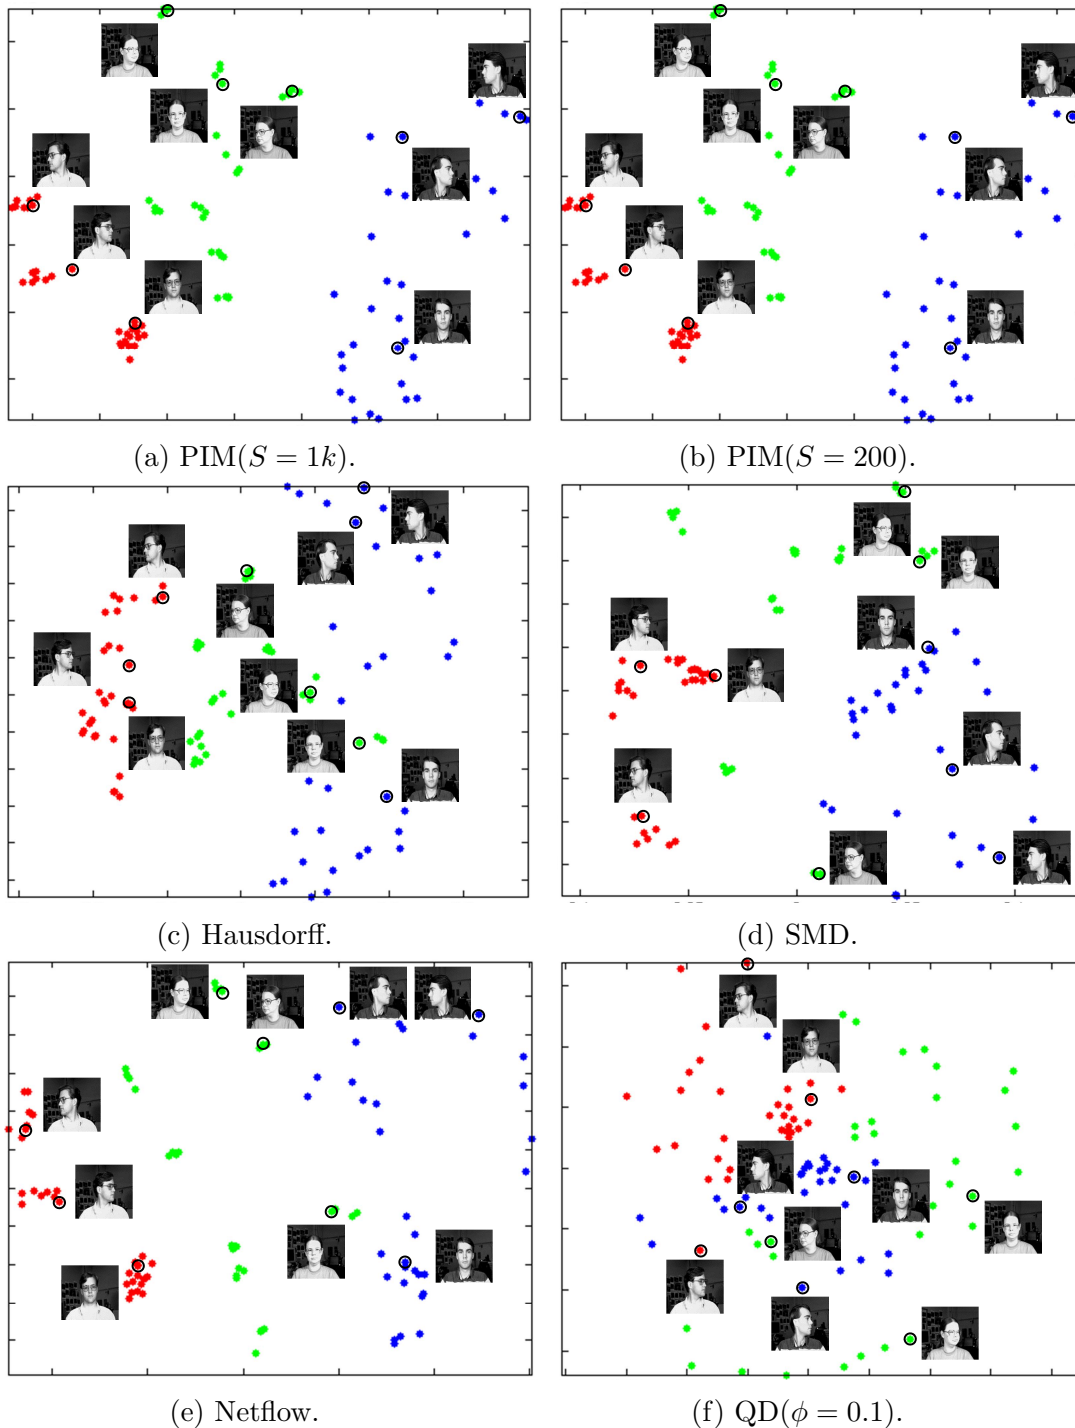 (a) PIM(S = 1k).
(b) PIM(S = 200).
(c) Hausdorff.
(d) SMD.
(e) Netflow.
(f) QD(ϕ = 0.1).